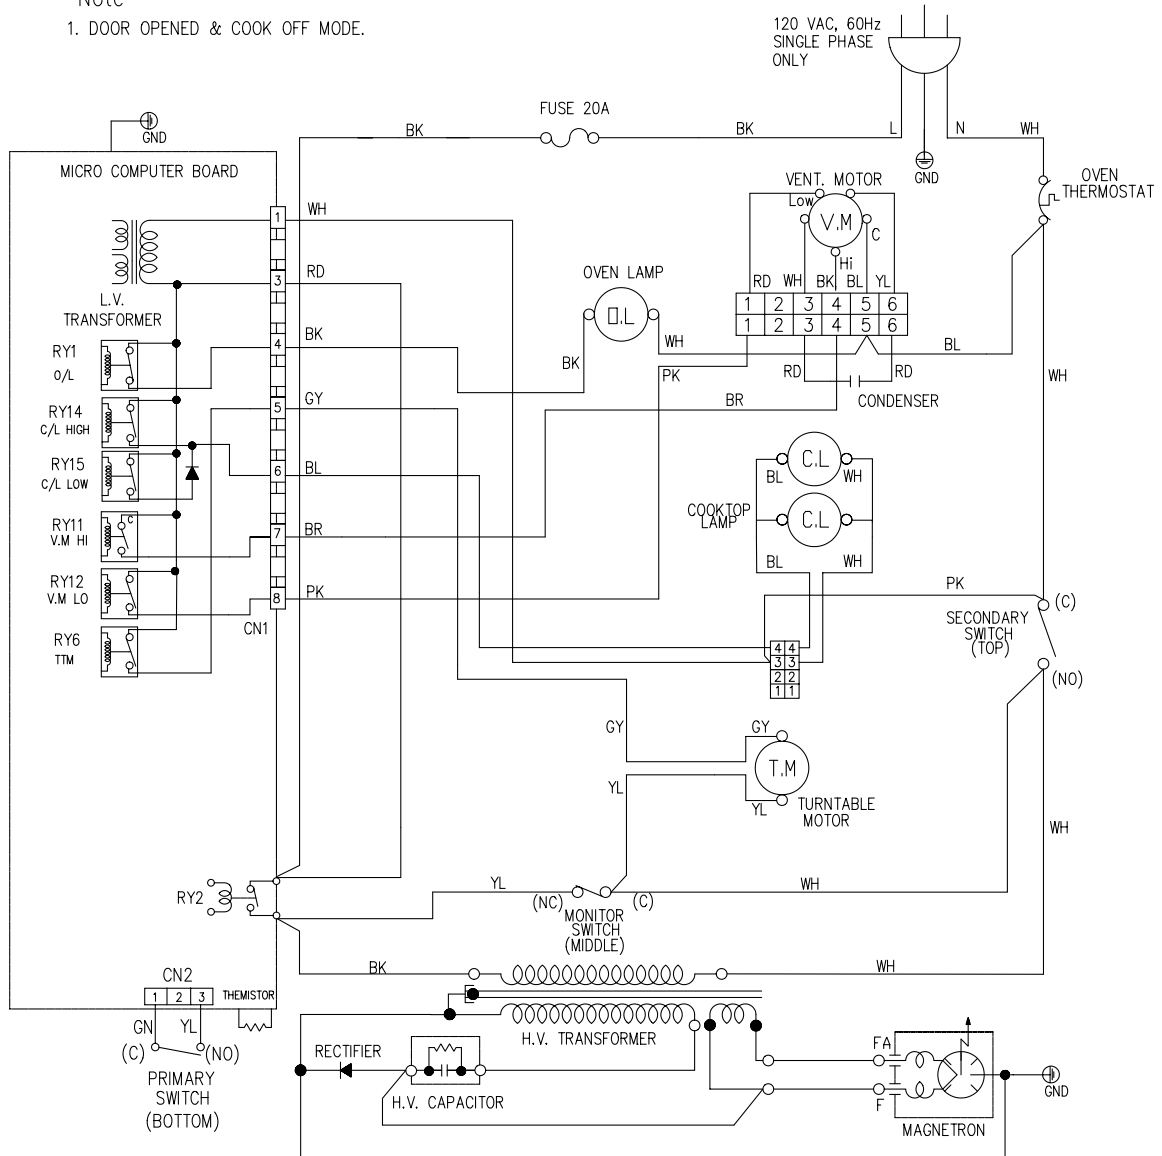 Note
1. DOOR OPENED & COOK OFF MODE.
120 VAC, 60Hz
SINGLE PHASE
ONLY
FUSE 20A
BK
BK
L
N
WH
GND
GND
MICRO COMPUTER BOARD
VENT. MOTOR
OVEN
THERMOSTAT
Low
V.M
C
Hi
1
WH
3
RD
L.V.
TRANSFORMER
OVEN LAMP
O.L
RD
WH
BK
BL
YL
1 2 3 4 5 6
1 2 3 4 5 6
RY1
O/L
4
BK
WH
BL
BK
PK
RD
RD
CONDENSER
WH
BR
RY14
C/L HIGH
5
GY
RY15
C/L LOW
6
BL
C.L
BL
WH
COOKTOP
LAMP
C.L
BL
WH
RY11
V.M HI
C
7
BR
RY12
V.M LO
8
PK
CN1
PK
(C)
SECONDARY
SWITCH
(TOP)
(NO)
RY6
TTM
4 4
3 3
2 2
1 1
GY
GY
T.M
YL
YL
TURNTABLE
MOTOR
WH
RY2
YL
(NC)
(C)
WH
MONITOR
SWITCH
(MIDDLE)
BK
WH
CN2
1 2 3
THEMISTOR
GN
YL
(C)
(NO)
PRIMARY
SWITCH
(BOTTOM)
H.V. TRANSFORMER
RECTIFIER
H.V. CAPACITOR
FA
F
GND
MAGNETRON